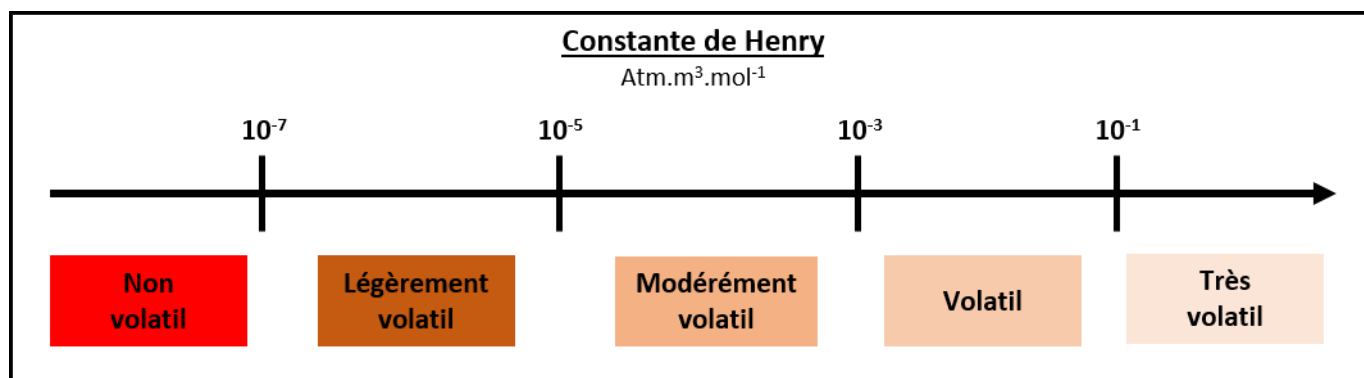 Constante de Henry
Atm.m³.mol⁻¹
10⁻⁷ 10⁻⁵ 10⁻³ 10⁻¹
Non volatil
Légèrement volatil
Modérément volatil
Volatil
Très volatil